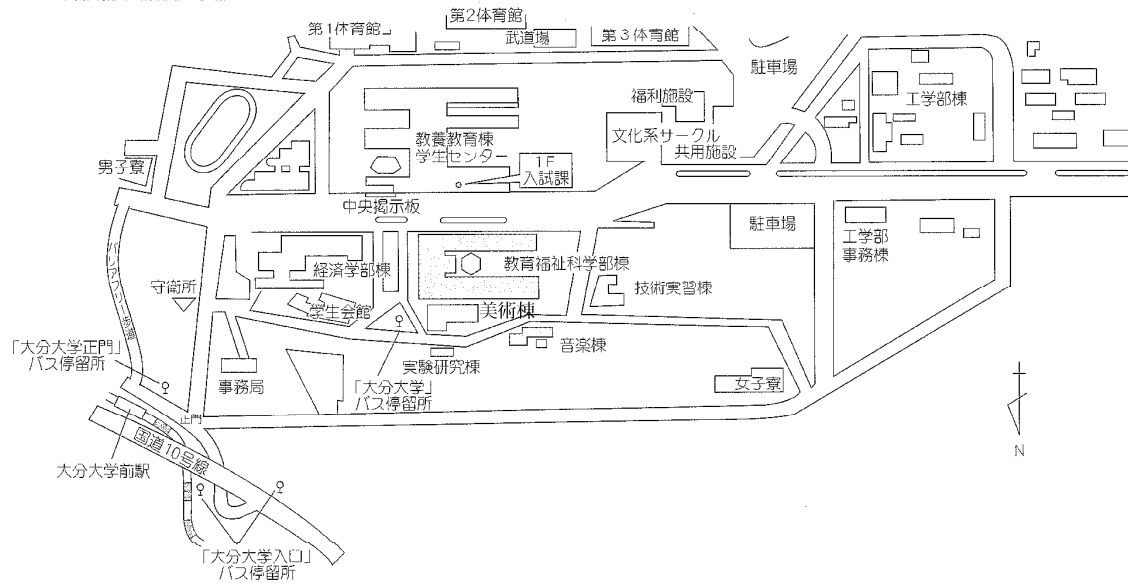 第2体育館
第1体育館
武道場
第3体育館
駐車場
福利施設
工学部棟
文化系サークル
共用施設
教養教育棟
学生センター
1F
入試課
男子寮
中央掲示板
駐車場
工学部
事務棟
教育福祉科学部棟
経済学部棟
技術実習棟
守衛所
バリアフリー歩道
学生会館
美術棟
音楽棟
実験研究棟
「大分大学正門」
バス停留所
事務局
「大分大学」
バス停留所
女子寮
正門
国道10号線
大分大学前駅
N
「大分大学入口」
バス停留所